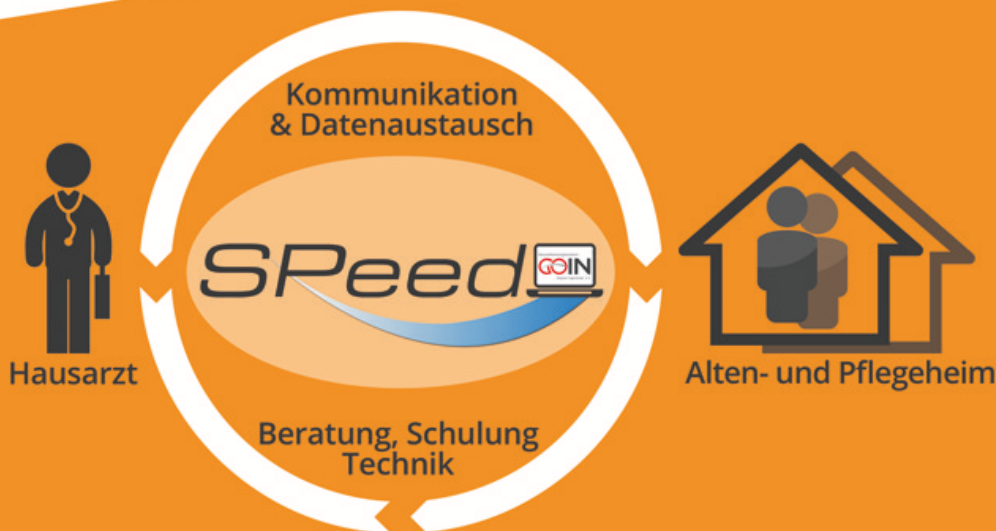 Kommunikation
& Datenaustausch
SPeed
GOIN
Hausarzt
Alten- und Pflegeheim
Beratung, Schulung
Technik